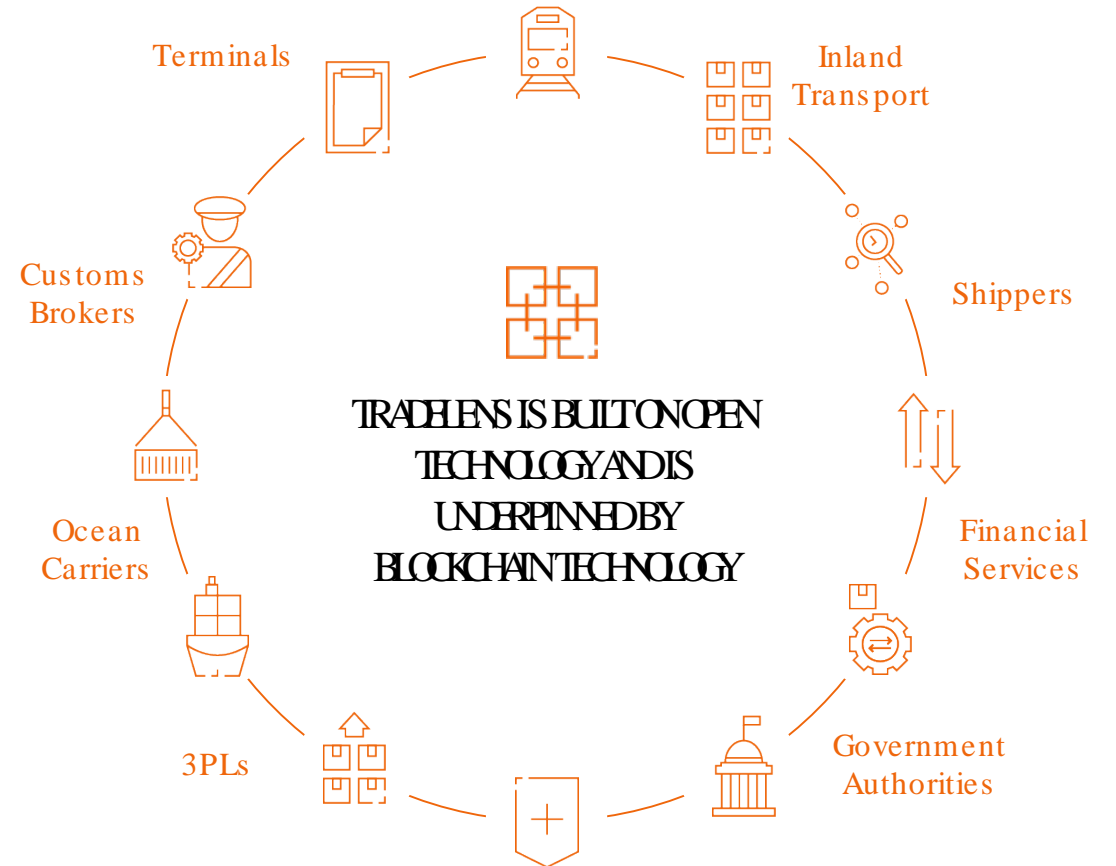 Terminals
Inland
Transport
Customs
Brokers
Shippers
TRADELENS IS BUILT ON OPEN
TECHNOLOGY AND IS
UNDERPINNED BY
BLOCKCHAIN TECHNOLOGY
Ocean
Carriers
Financial
Services
3PLs
Government
Authorities